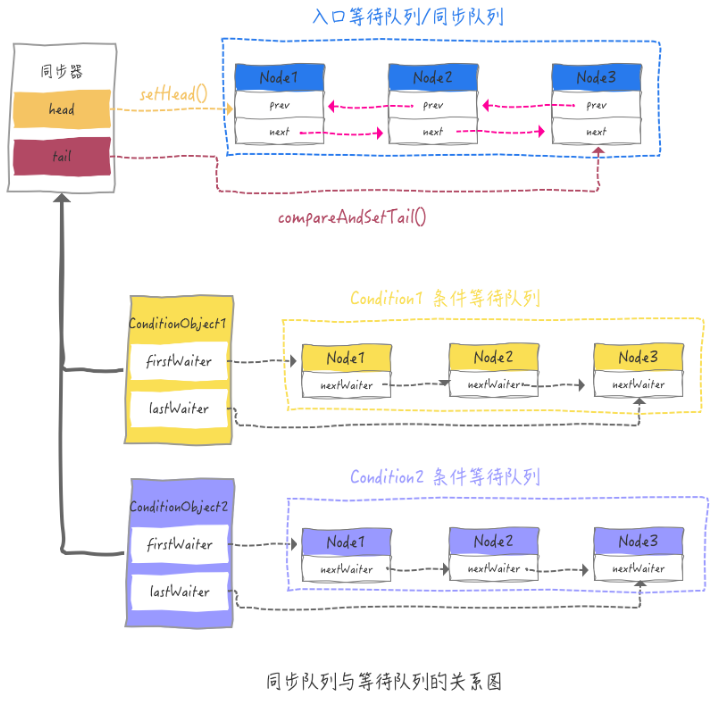 入口等待队列/同步队列
同步器
head
tail
setHead()
Node1
prev
next
Node2
prev
next
Node3
prev
next
compareAndSetTail()
Condition1 条件等待队列
ConditionObject1
firstWaiter
lastWaiter
Node1
nextWaiter
Node2
nextWaiter
Node3
nextWaiter
Condition2 条件等待队列
ConditionObject2
firstWaiter
lastWaiter
Node1
nextWaiter
Node2
nextWaiter
Node3
nextWaiter
同步队列与等待队列的关系图